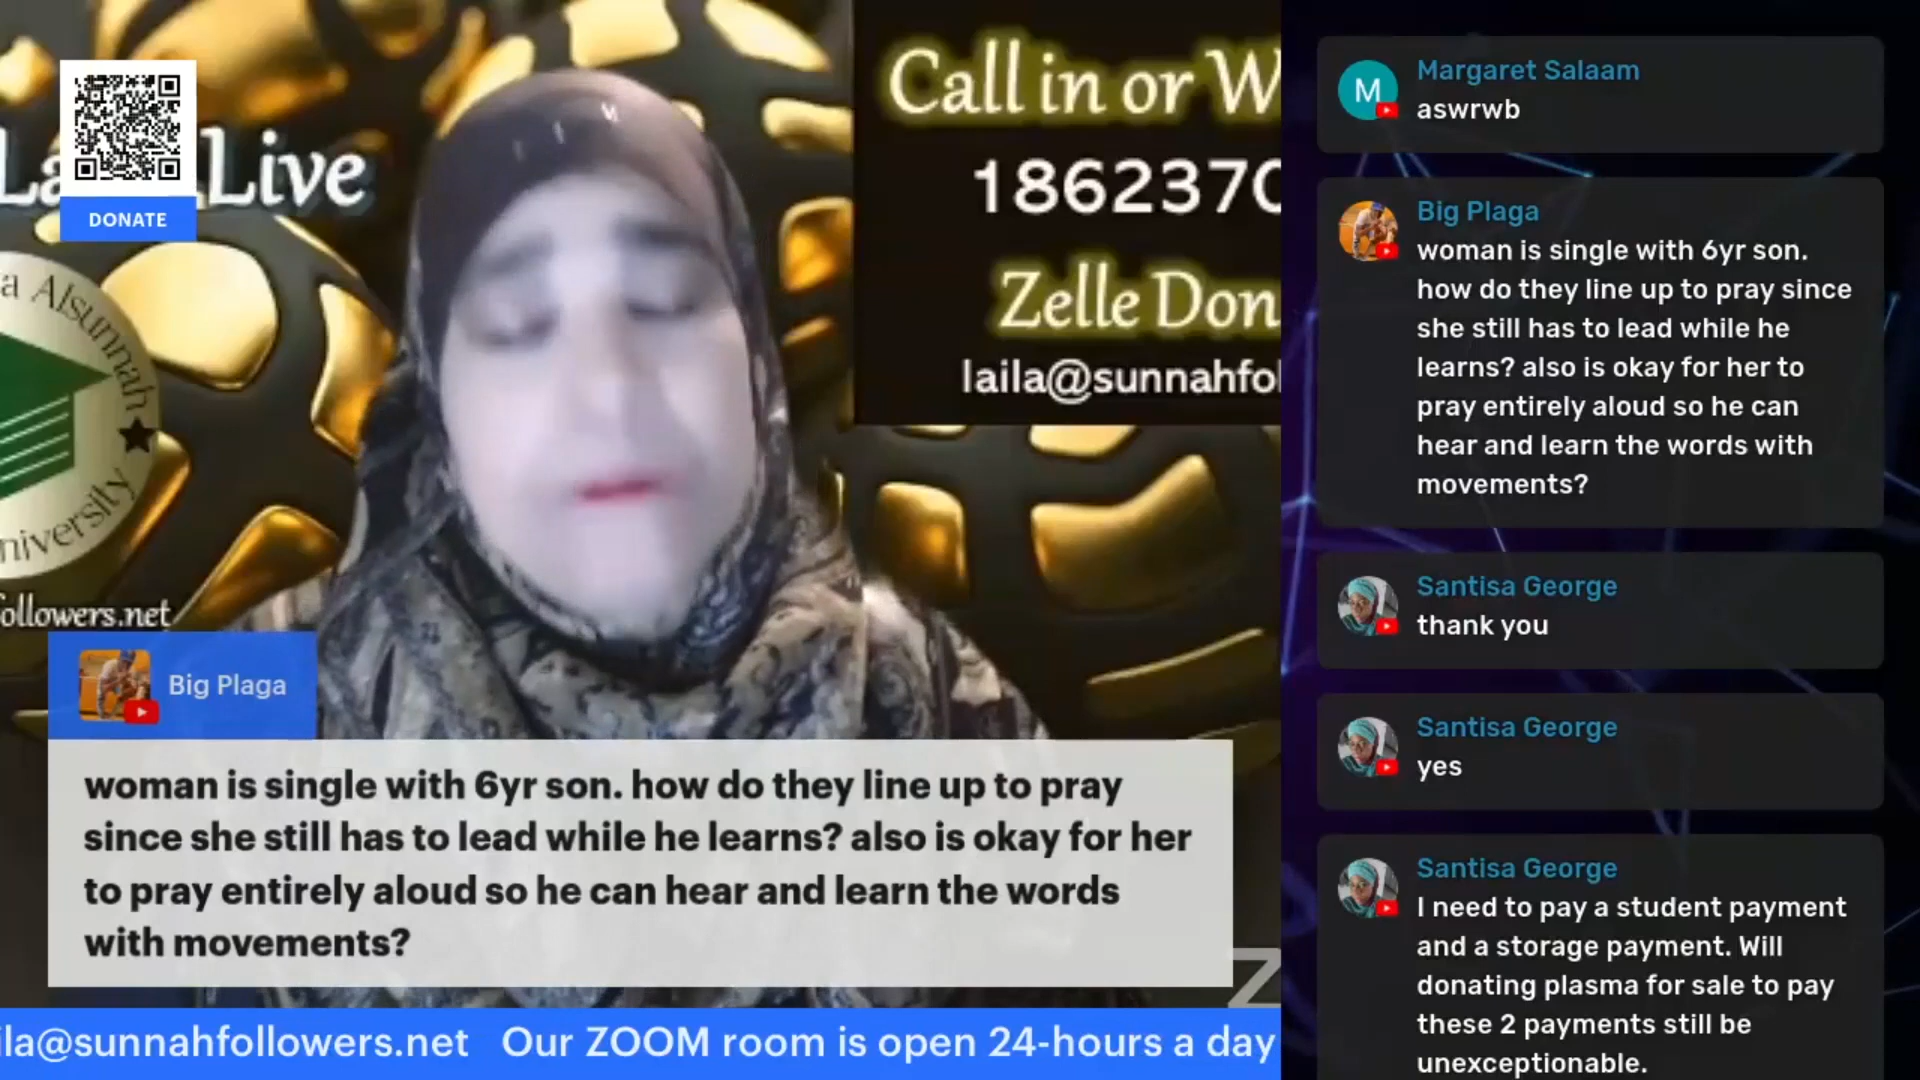 La Live
DONATE
a Alsunnah
niversity
ollowers.net
Call in or W
1862370
Zelle Don
laila@sunnahfol
Big Plaga
woman is single with 6yr son. how do they line up to pray
since she still has to lead while he learns? also is okay for her
to pray entirely aloud so he can hear and learn the words
with movements?
Z
ila@sunnahfollowers.net Our ZOOM room is open 24-hours a day
M
Margaret Salaam
aswrwb
Big Plaga
woman is single with 6yr son.
how do they line up to pray since
she still has to lead while he
learns? also is okay for her to
pray entirely aloud so he can
hear and learn the words with
movements?
Santisa George
thank you
Santisa George
yes
Santisa George
I need to pay a student payment
and a storage payment. Will
donating plasma for sale to pay
these 2 payments still be
unexceptionable.